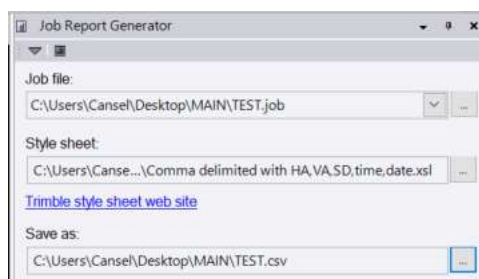 Job Report Generator
Job file:
C:\Users\Cansel\Desktop\MAIN\TEST.job
...
Style sheet:
C:\Users\Canse...\Comma delimited with HA,VA,SD,time,date.xsl
...
Trimble style sheet web site
Save as:
C:\Users\Cansel\Desktop\MAIN\TEST.csv
...